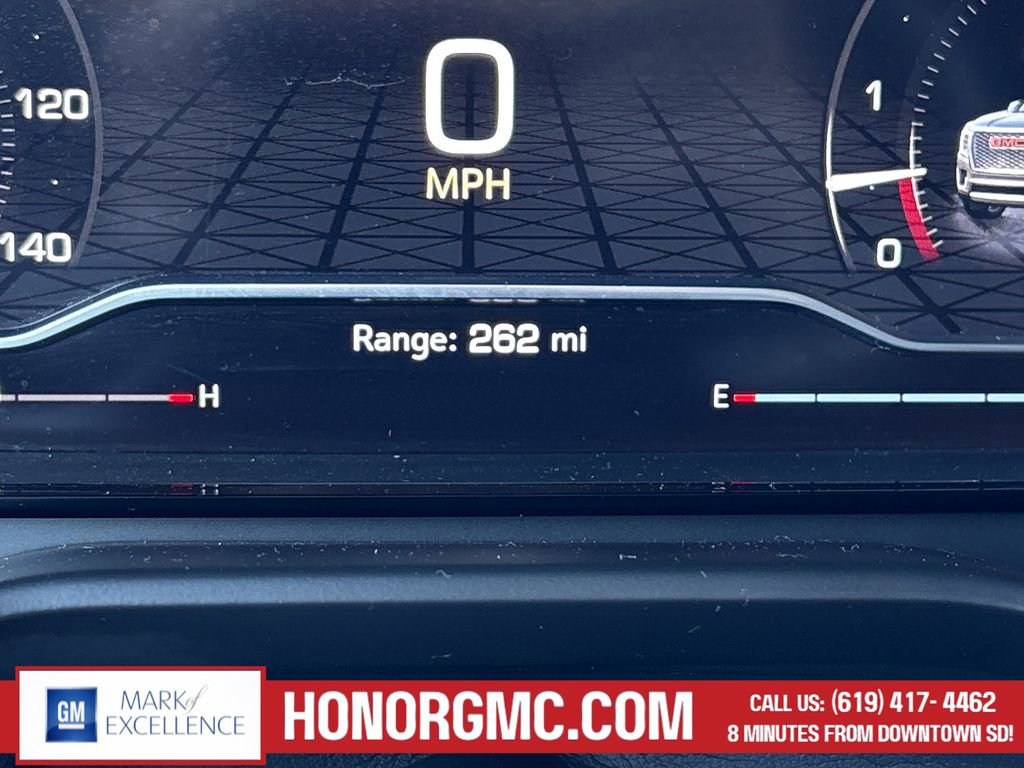 0
MPH
120
140
1
0
GMC
Range: 262 mi
H
E
GM
MARK of
EXCELLENCE
HONORGMC.COM
CALL US: (619) 417- 4462
8 MINUTES FROM DOWNTOWN SD!